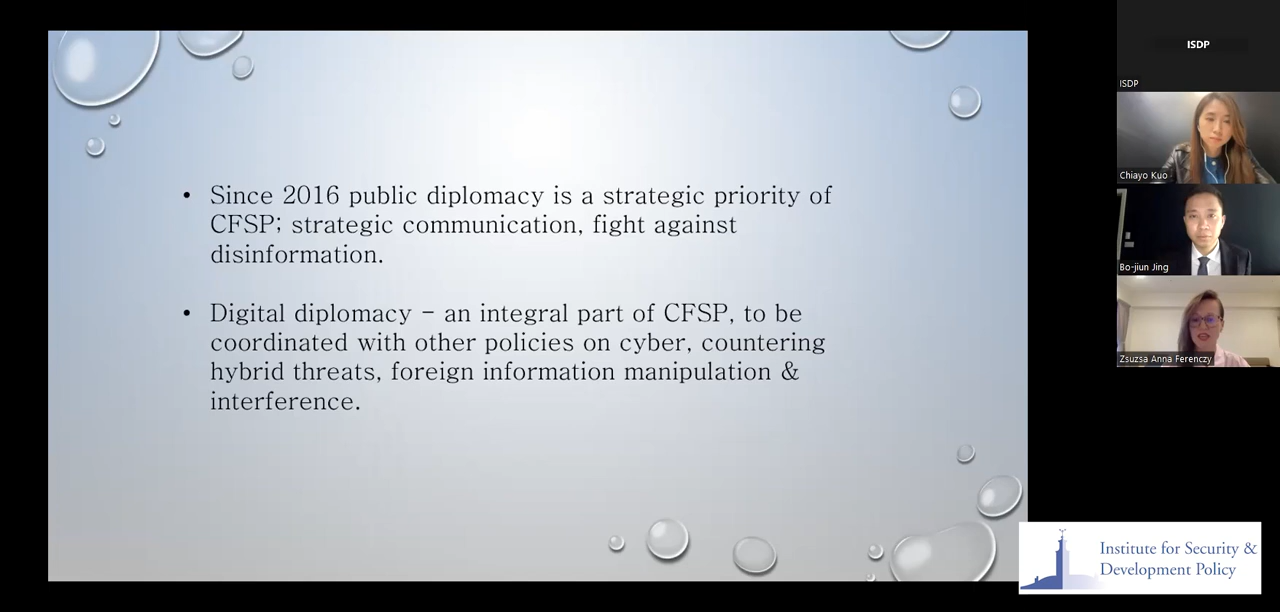 • Since 2016 public diplomacy is a strategic priority of
CFSP; strategic communication, fight against
disinformation.
• Digital diplomacy – an integral part of CFSP, to be
coordinated with other policies on cyber, countering
hybrid threats, foreign information manipulation &
interference.
ISDP
ISDP
Chiayo Kuo
Bo-jiun Jing
Zsuzsa Anna Ferenczy
Institute for Security &
Development Policy